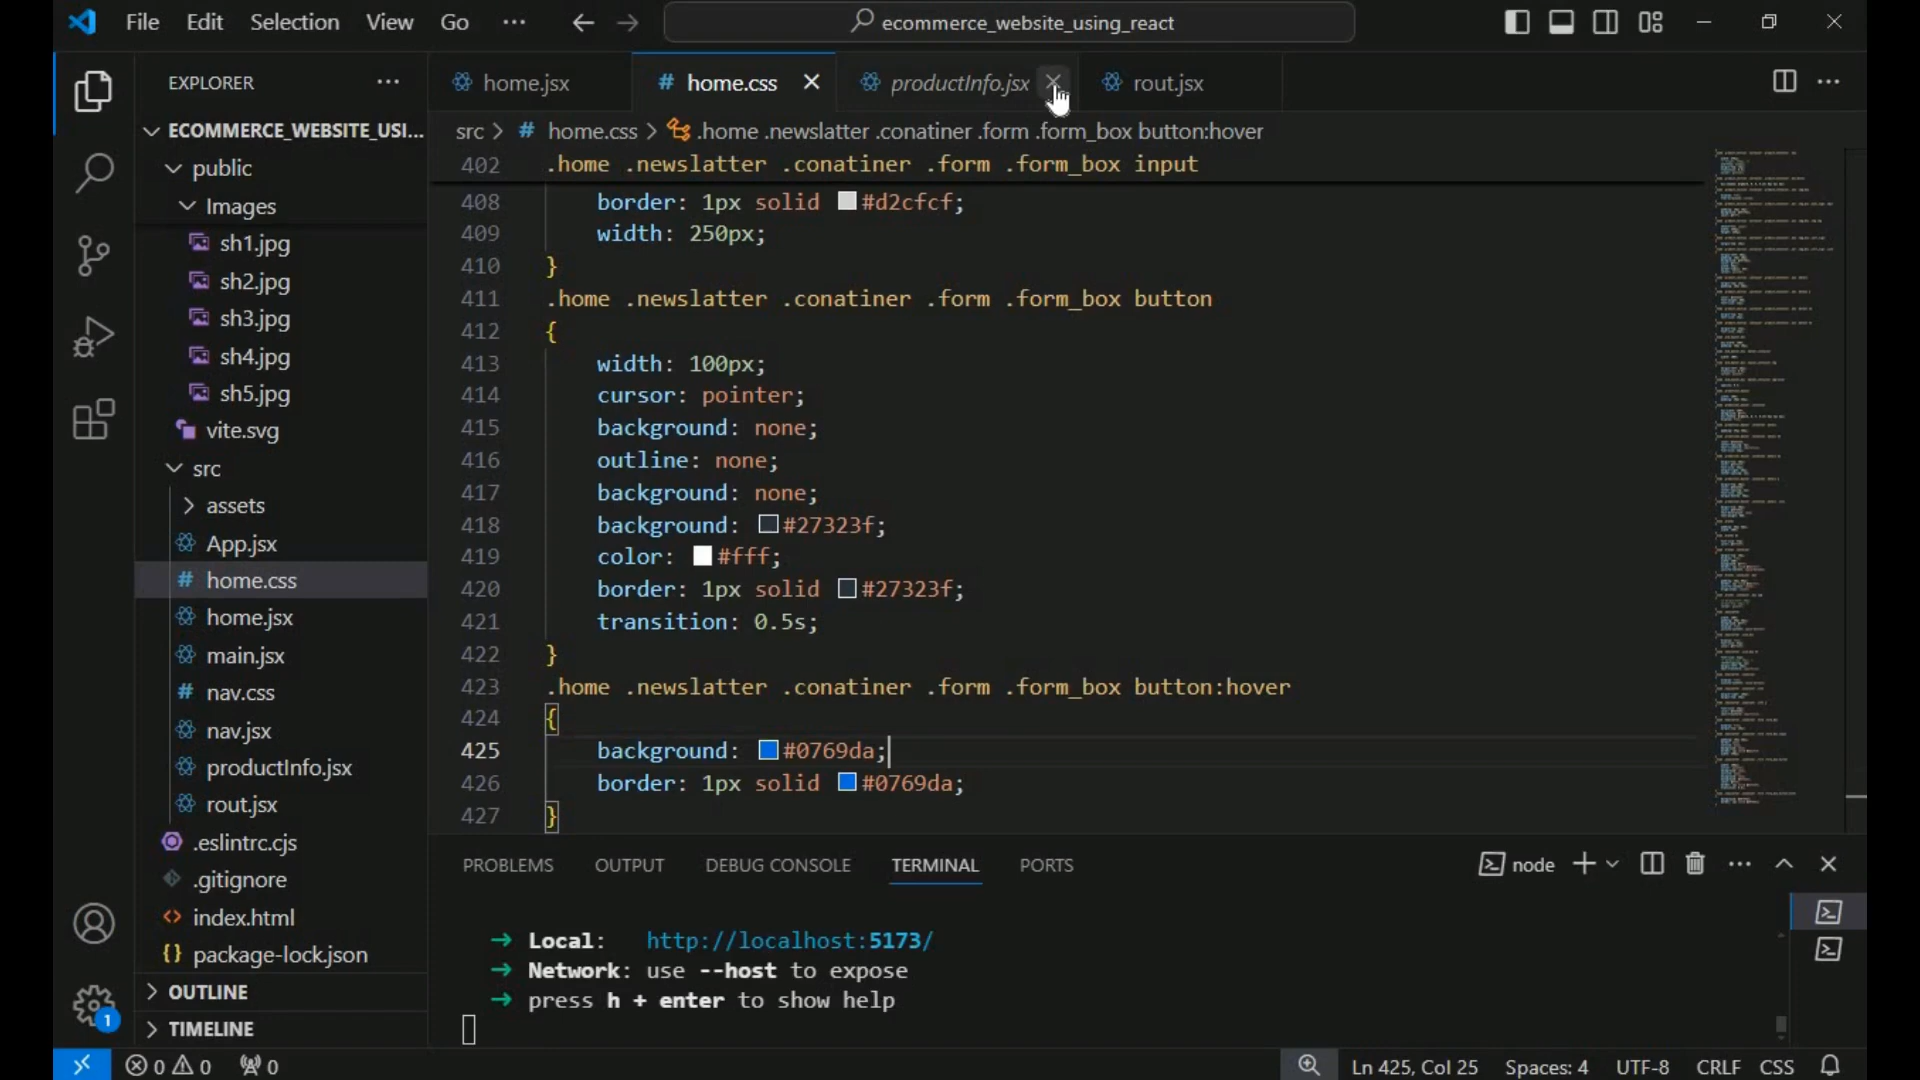 File Edit Selection View Go ··· ecommerce_website_using_react
EXPLORER ···
home.jsx # home.css productInfo.jsx rout.jsx
src > # home.css > .home .newslatter .conatiner .form .form_box button:hover
ECOMMERCE_WEBSITE_USI...
public
Images
sh1.jpg
sh2.jpg
sh3.jpg
sh4.jpg
sh5.jpg
vite.svg
src
assets
App.jsx
# home.css
home.jsx
main.jsx
# nav.css
nav.jsx
productInfo.jsx
rout.jsx
.eslintrc.cjs
.gitignore
<> index.html
{} package-lock.json
OUTLINE
TIMELINE
402 .home .newslatter .conatiner .form .form_box input
408 border: 1px solid #d2cfcf;
409 width: 250px;
410 }
411 .home .newslatter .conatiner .form .form_box button
412 {
413 width: 100px;
414 cursor: pointer;
415 background: none;
416 outline: none;
417 background: none;
418 background: #27323f;
419 color: #fff;
420 border: 1px solid #27323f;
421 transition: 0.5s;
422 }
423 .home .newslatter .conatiner .form .form_box button:hover
424 {
425 background: #0769da;
426 border: 1px solid #0769da;
427 }
PROBLEMS OUTPUT DEBUG CONSOLE TERMINAL PORTS node
➜ Local: http://localhost:5173/
➜ Network: use --host to expose
➜ press h + enter to show help
1
0 0 0 Ln 425, Col 25 Spaces: 4 UTF-8 CRLF CSS